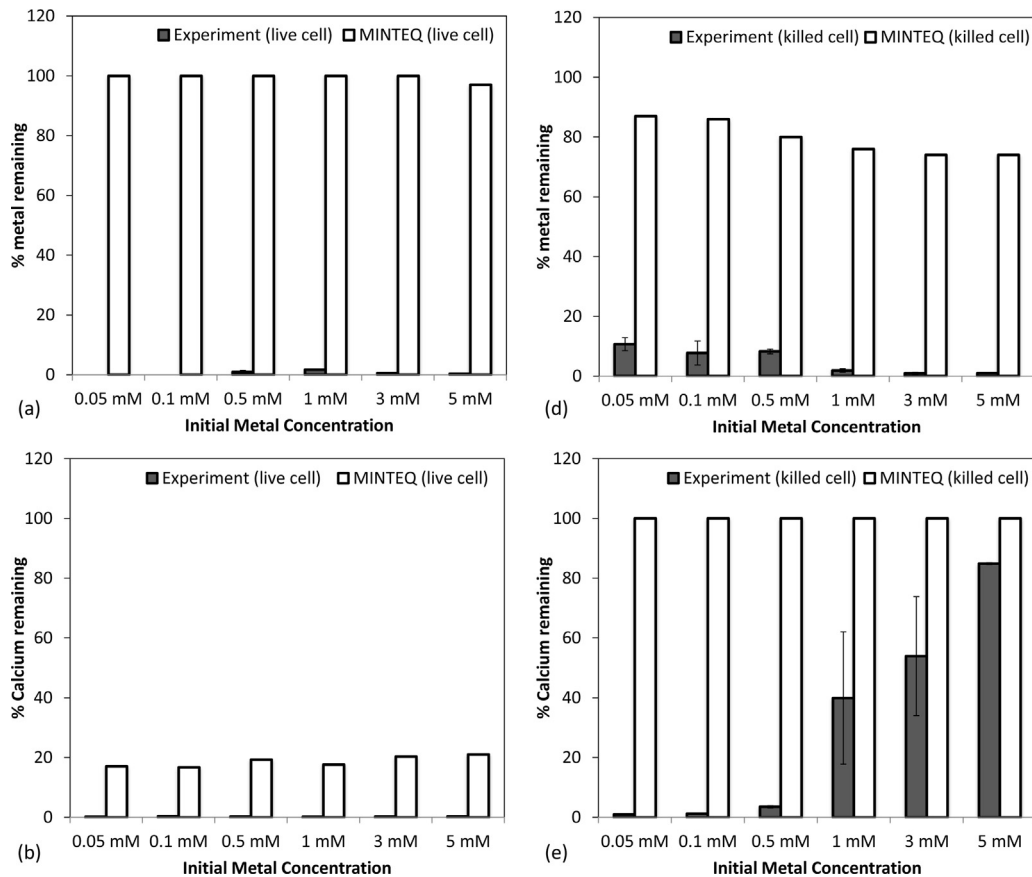 120
100
80
60
40
20
0
% metal remaining
Experiment (live cell) MINTEQ (live cell)
0.05 mM 0.1 mM 0.5 mM 1 mM 3 mM 5 mM
Initial Metal Concentration
(a)
120
100
80
60
40
20
0
% metal remaining
Experiment (killed cell) MINTEQ (killed cell)
0.05 mM 0.1 mM 0.5 mM 1 mM 3 mM 5 mM
Initial Metal Concentration
(d)
120
100
80
60
40
20
0
% Calcium remaining
Experiment (live cell) MINTEQ (live cell)
0.05 mM 0.1 mM 0.5 mM 1 mM 3 mM 5 mM
Initial Metal Concentration
(b)
120
100
80
60
40
20
0
% Calcium remaining
Experiment (killed cell) MINTEQ (killed cell)
0.05 mM 0.1 mM 0.5 mM 1 mM 3 mM 5 mM
Initial Metal Concentration
(e)